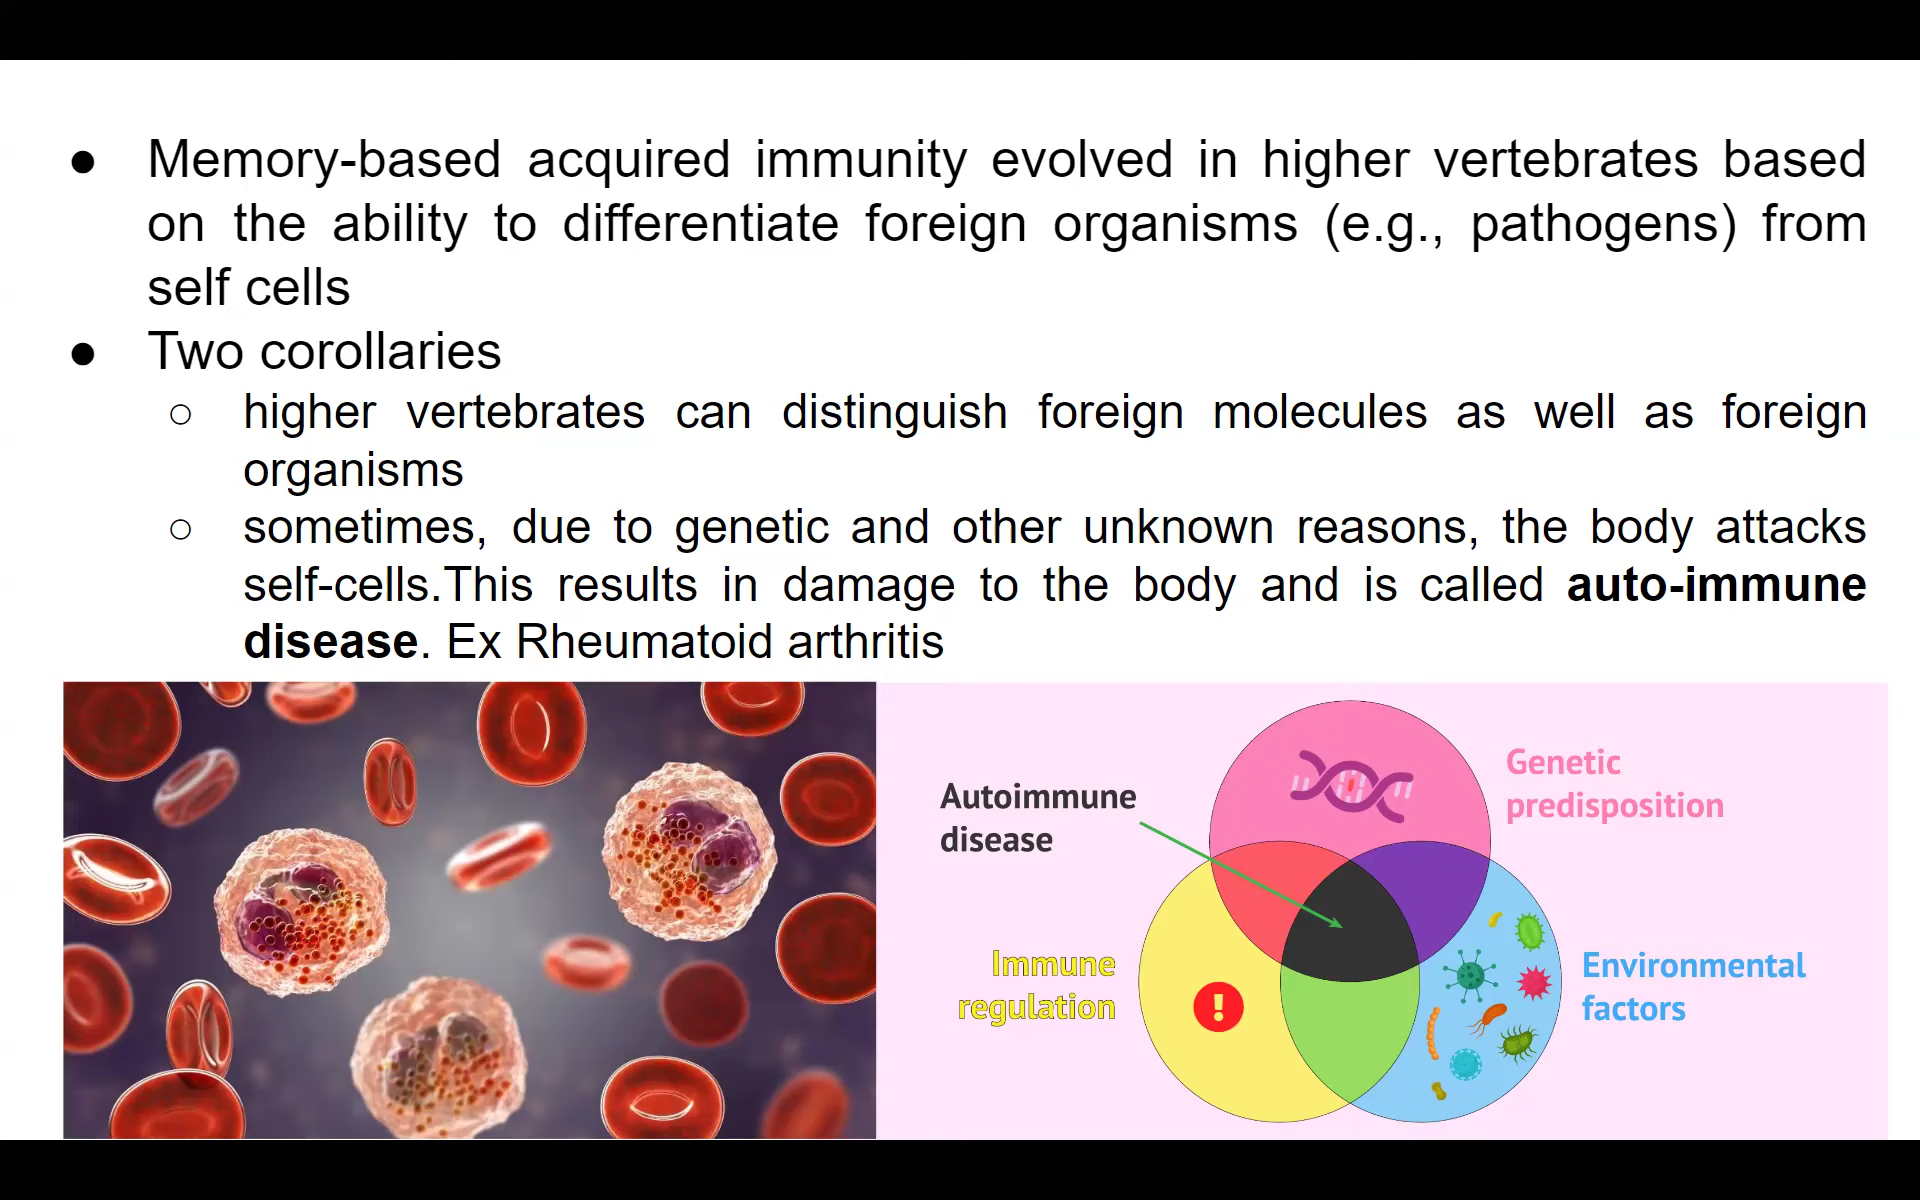 ● Memory-based acquired immunity evolved in higher vertebrates based
on the ability to differentiate foreign organisms (e.g., pathogens) from
self cells
● Two corollaries
○ higher vertebrates can distinguish foreign molecules as well as foreign
organisms
○ sometimes, due to genetic and other unknown reasons, the body attacks
self-cells.This results in damage to the body and is called auto-immune
disease. Ex Rheumatoid arthritis
Autoimmune
disease
Genetic
predisposition
Immune
regulation
!
Environmental
factors